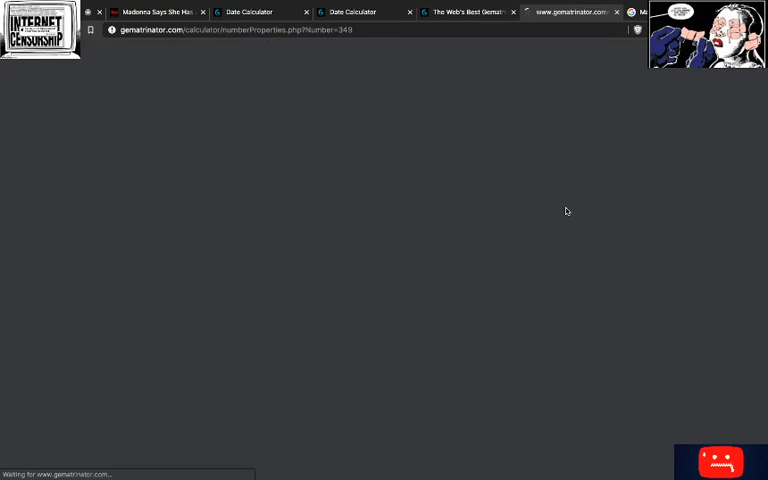 INTERNET
CENSORSHIP
Madonna Says She Has
Date Calculator
Date Calculator
The Web's Best Gemat
www.gematrinator.com
Ma
gematrinator.com/calculator/numberProperties.php?Number=349
Waiting for www.gematrinator.com...